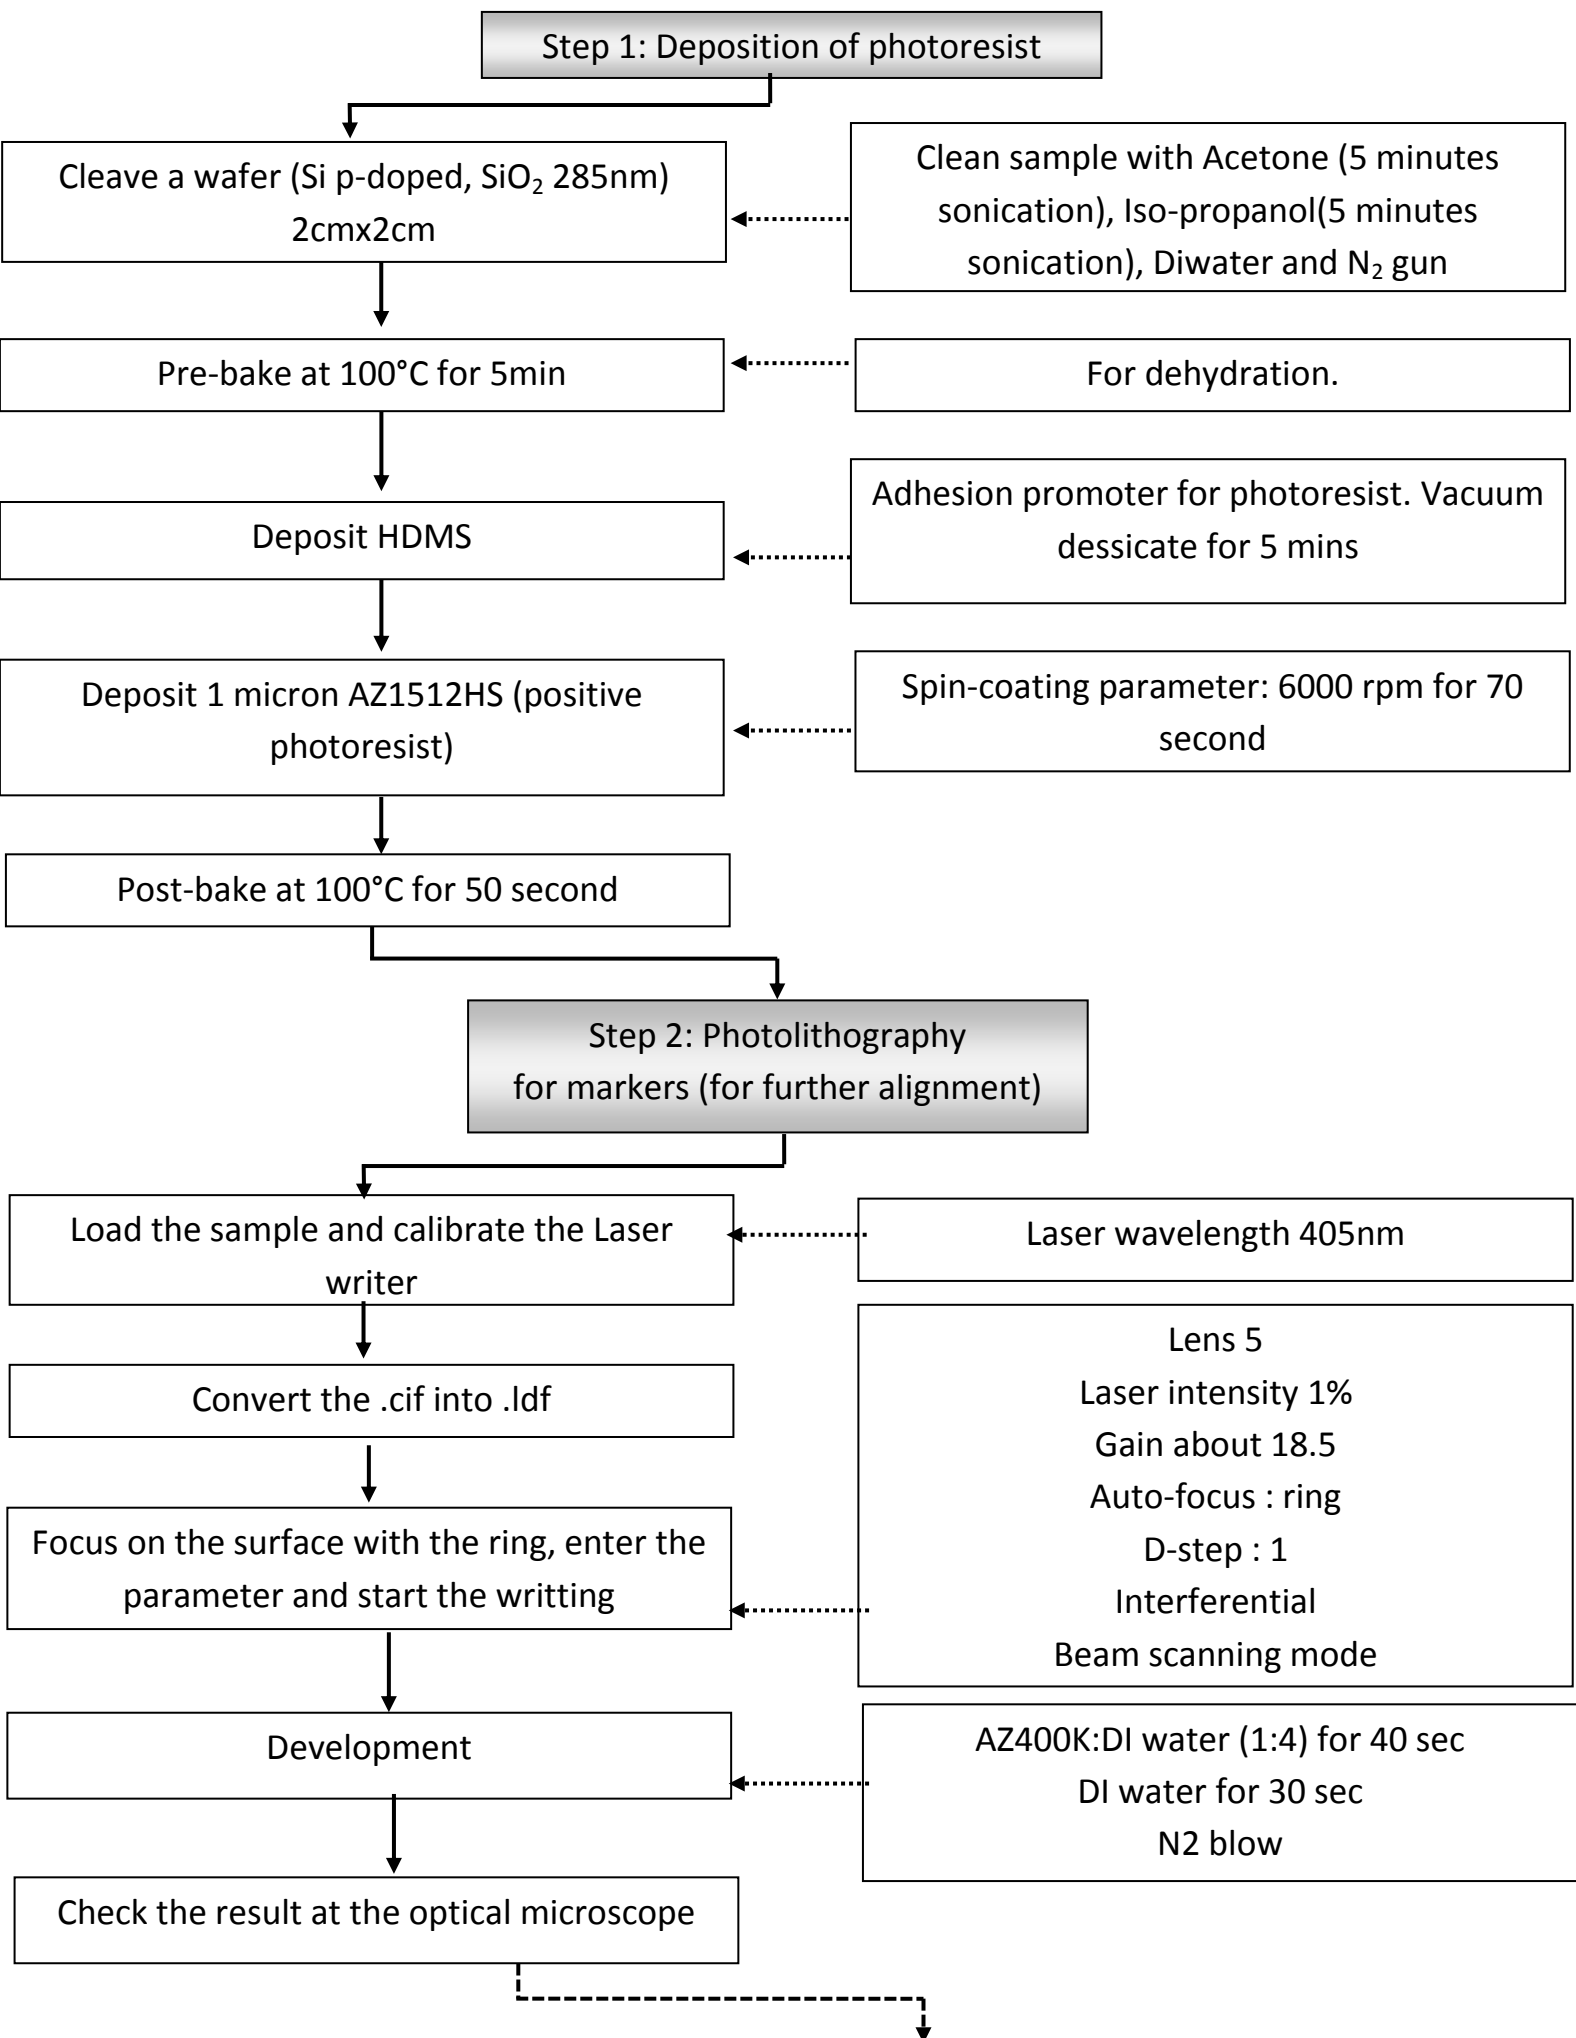 Step 1: Deposition of photoresist
Cleave a wafer (Si p-doped, SiO₂ 285nm)
2cmx2cm
Clean sample with Acetone (5 minutes
sonication), Iso-propanol(5 minutes
sonication), Diwater and N₂ gun
Pre-bake at 100°C for 5min
For dehydration.
Deposit HDMS
Adhesion promoter for photoresist. Vacuum
dessicate for 5 mins
Deposit 1 micron AZ1512HS (positive
photoresist)
Spin-coating parameter: 6000 rpm for 70
second
Post-bake at 100°C for 50 second
Step 2: Photolithography
for markers (for further alignment)
Load the sample and calibrate the Laser
writer
Laser wavelength 405nm
Convert the .cif into .ldf
Focus on the surface with the ring, enter the
parameter and start the writting
Lens 5
Laser intensity 1%
Gain about 18.5
Auto-focus : ring
D-step : 1
Interferential
Beam scanning mode
Development
AZ400K:DI water (1:4) for 40 sec
DI water for 30 sec
N2 blow
Check the result at the optical microscope